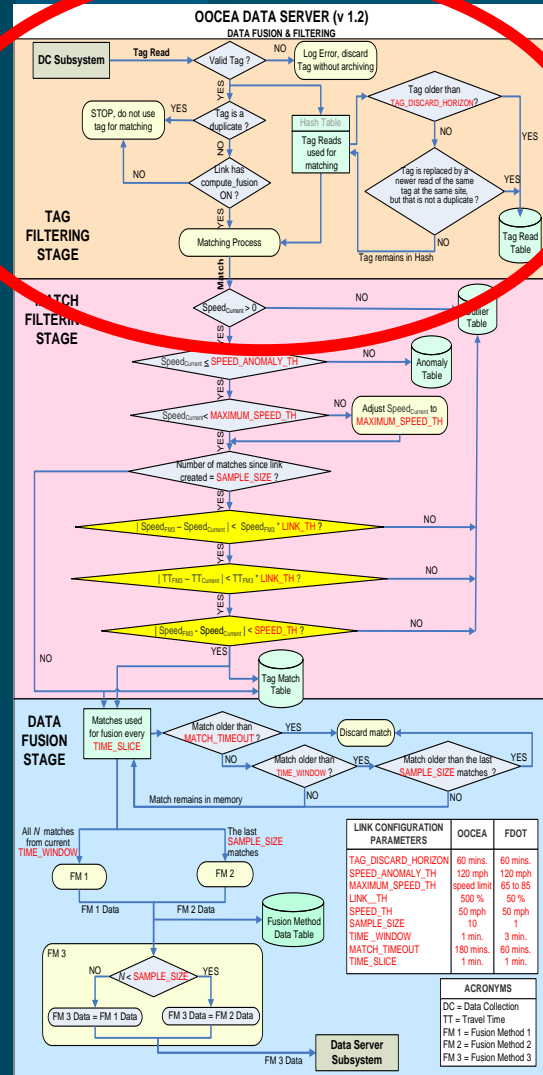 OOCEA DATA SERVER (v 1.2)
DATA FUSION & FILTERING
DC Subsystem
Tag Read
Valid Tag ?
NO
Log Error, discard
Tag without archiving
YES
STOP, do not use
tag for matching
YES
Tag is a
duplicate ?
NO
NO
Link has
compute_fusion
ON ?
YES
Hash Table
Tag Reads
used for
matching
Tag older than
TAG_DISCARD_HORIZON?
NO
YES
Tag is replaced by a
newer read of the same
tag at the same site,
but that is not a duplicate ?
YES
NO
Tag remains in Hash
Tag Read
Table
TAG
FILTERING
STAGE
Matching Process
Match
MATCH
FILTERING
STAGE
SpeedCurrent > 0
NO
Outlier
Table
YES
SpeedCurrent ≤ SPEED_ANOMALY_TH
NO
Anomaly
Table
YES
SpeedCurrent< MAXIMUM_SPEED_TH
NO
Adjust SpeedCurrent to
MAXIMUM_SPEED_TH
YES
Number of matches since link
created = SAMPLE_SIZE ?
YES
| SpeedFM3 – SpeedCurrent | < SpeedFM3 * LINK_TH ?
NO
YES
| TTFM3 – TTCurrent | < TTFM3 * LINK_TH ?
NO
YES
| SpeedFM3 - SpeedCurrent | < SPEED_TH ?
NO
YES
NO
Tag Match
Table
DATA
FUSION
STAGE
Matches used
for fusion every
TIME_SLICE
Match older than
MATCH_TIMEOUT ?
YES
Discard match
NO
Match older than
TIME_WINDOW ?
YES
Match older than the last
SAMPLE_SIZE matches ?
YES
NO
NO
Match remains in memory
All N matches
from current
TIME_WINDOW
The last
SAMPLE_SIZE
matches
FM 1
FM 2
FM 1 Data
FM 2 Data
Fusion Method
Data Table
FM 3
NO
N < SAMPLE_SIZE
YES
FM 3 Data = FM 1 Data
FM 3 Data = FM 2 Data
FM 3 Data
Data Server
Subsystem
LINK CONFIGURATION PARAMETERS OOCEA FDOT
TAG_DISCARD_HORIZON 60 mins. 60 mins.
SPEED_ANOMALY_TH 120 mph 120 mph
MAXIMUM_SPEED_TH speed limit 65 to 85
LINK_TH 500 % 50 %
SPEED_TH 50 mph 50 mph
SAMPLE_SIZE 10 1
TIME_WINDOW 1 min. 3 min.
MATCH_TIMEOUT 180 mins. 60 mins.
TIME_SLICE 1 min. 1 min.
ACRONYMS
DC = Data Collection
TT = Travel Time
FM 1 = Fusion Method 1
FM 2 = Fusion Method 2
FM 3 = Fusion Method 3